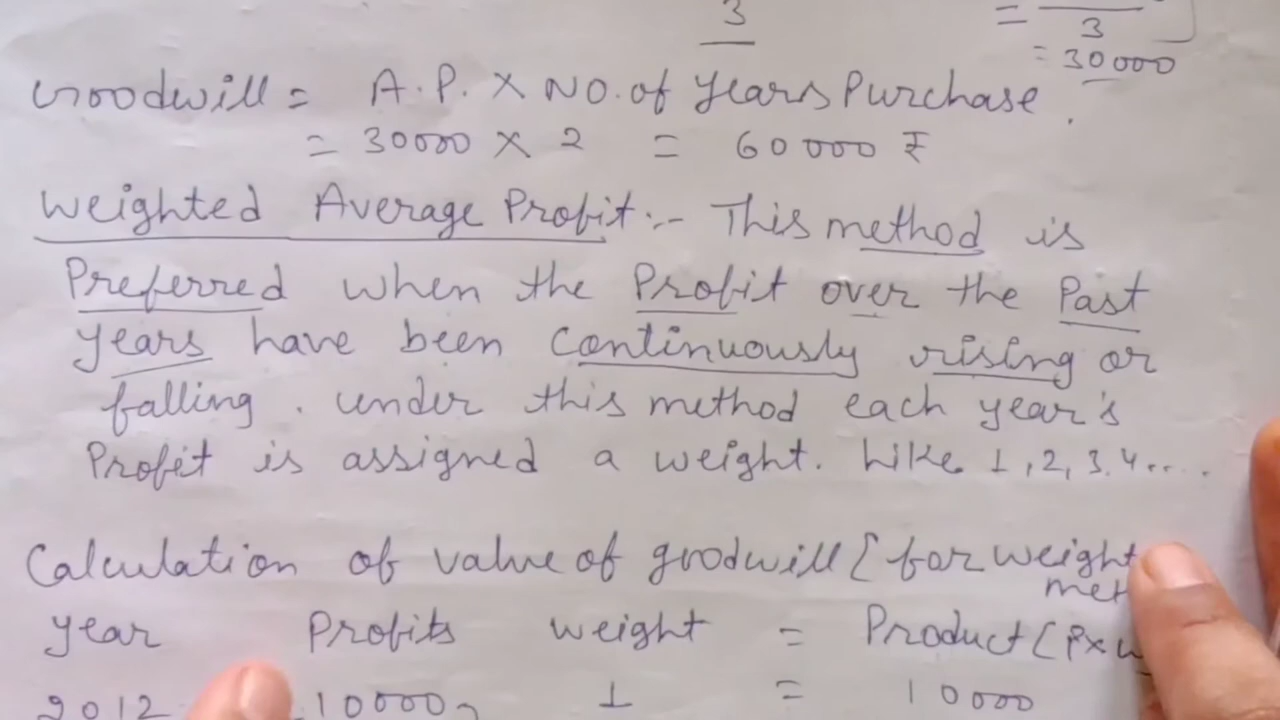 3
= 3
= 30000
Goodwill = A.P. X NO. of Years Purchase.
= 30000 X 2 = 60000 ₹
Weighted Average Profit:- This method is
Preferred when the Profit over the Past
Years have been Continuously rising or
falling. under this method each year's
Profit is assigned a weight. Like 1, 2, 3, 4....
Calculation of value of goodwill [for weight
met
Year Profits weight = Product (P×W
2012 10000 1 = 10000